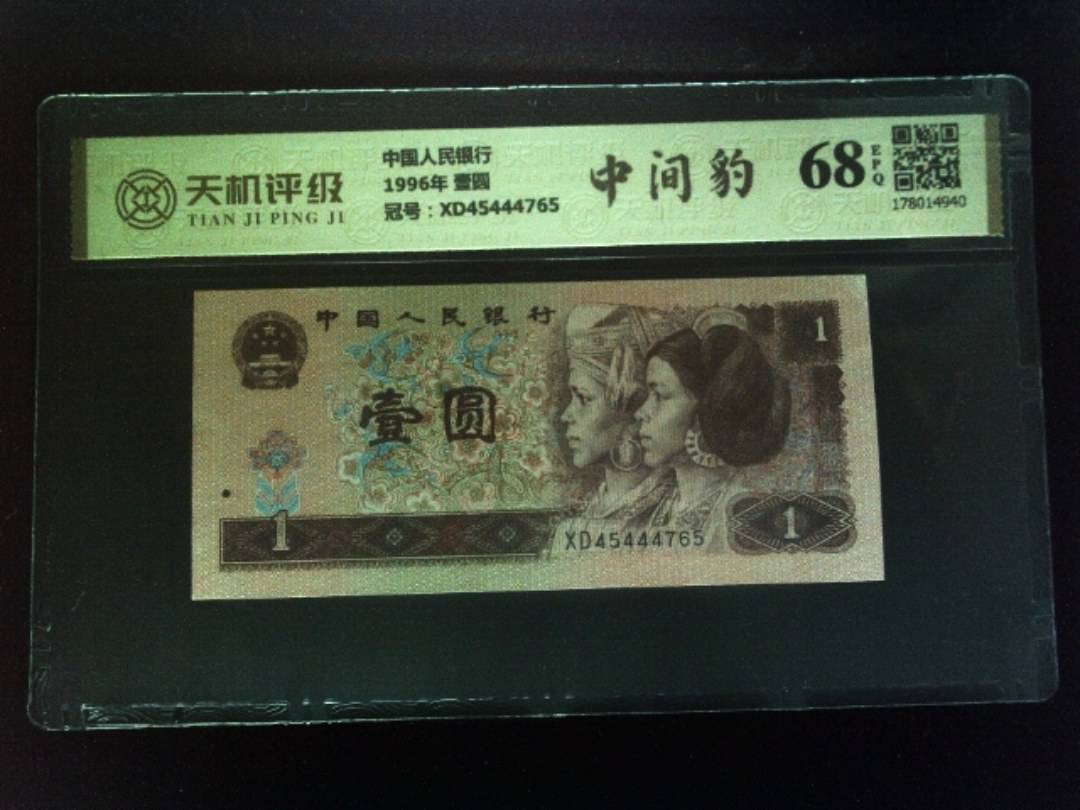 天机评级
TIAN JI PING JI
中国人民银行
1996年 壹圆
冠号：XD45444765
中间豹
68
EPQ
178014940
中国人民银行
壹圆
1
1
XD45444765
1